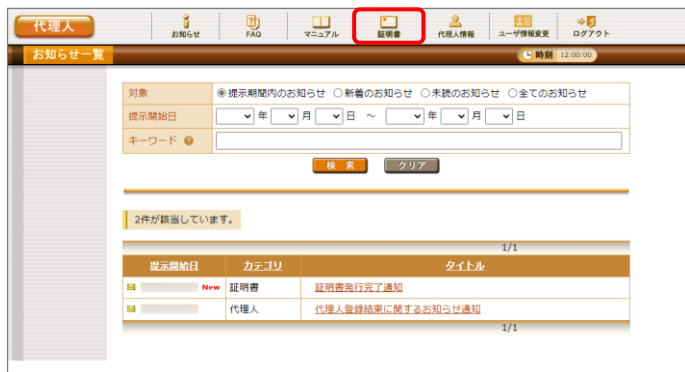 代理人
お知らせ FAQ マニュアル 証明書 代理人情報 ユーザ情報変更 ログアウト
お知らせ一覧 時刻 12:00:00
対象 提示期間内のお知らせ 新着のお知らせ 未読のお知らせ 全てのお知らせ
提示開始日 年 月 日 ～ 年 月 日
キーワード ?
検 索 クリア
2件が該当しています。
1/1
提示開始日 カテゴリ タイトル
New 証明書 証明書発行完了通知
代理人 代理人登録結果に関するお知らせ通知
1/1